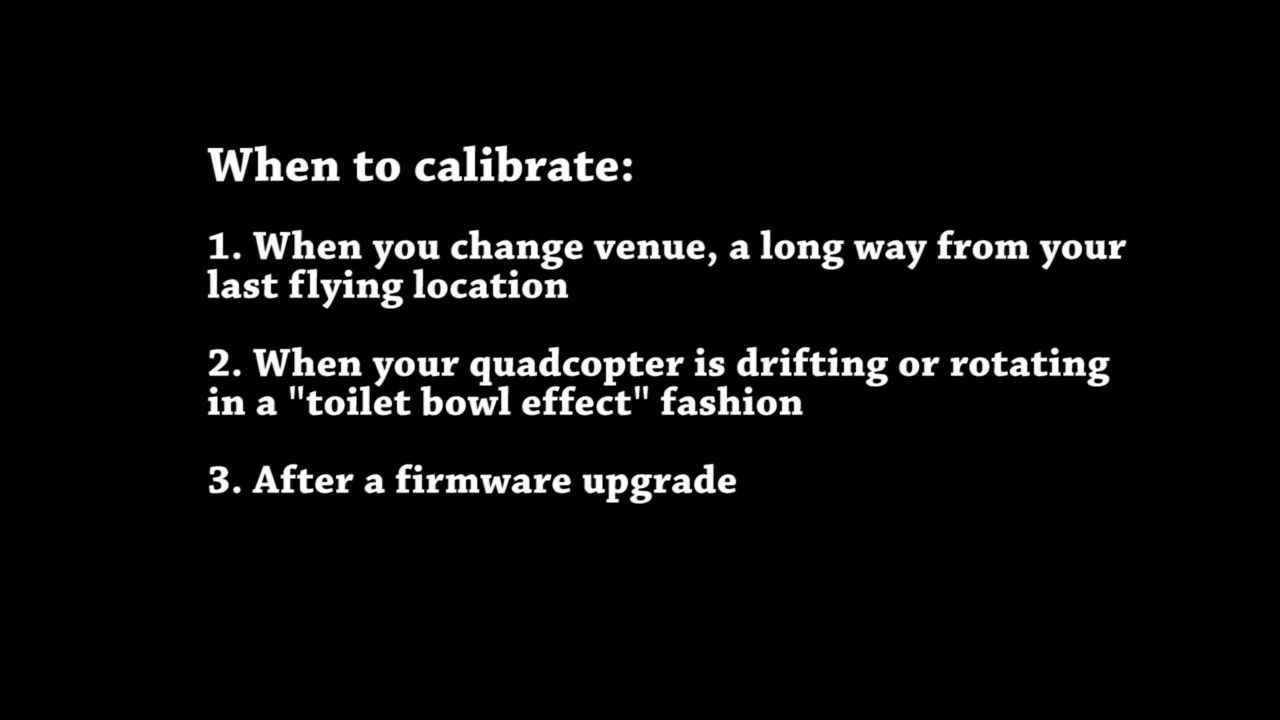 When to calibrate:
1. When you change venue, a long way from your
last flying location
2. When your quadcopter is drifting or rotating
in a "toilet bowl effect" fashion
3. After a firmware upgrade